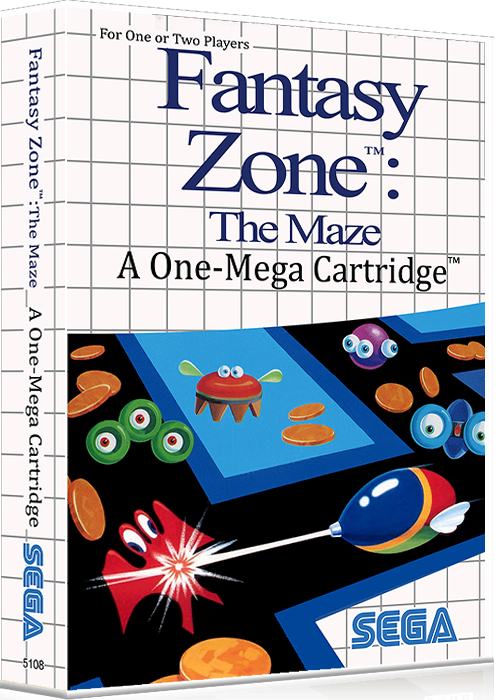 For One or Two Players
Fantasy
Zone™:
The Maze
A One-Mega Cartridge™
SEGA
Fantasy Zone™:The Maze A One-Mega Cartridge
SEGA
5108